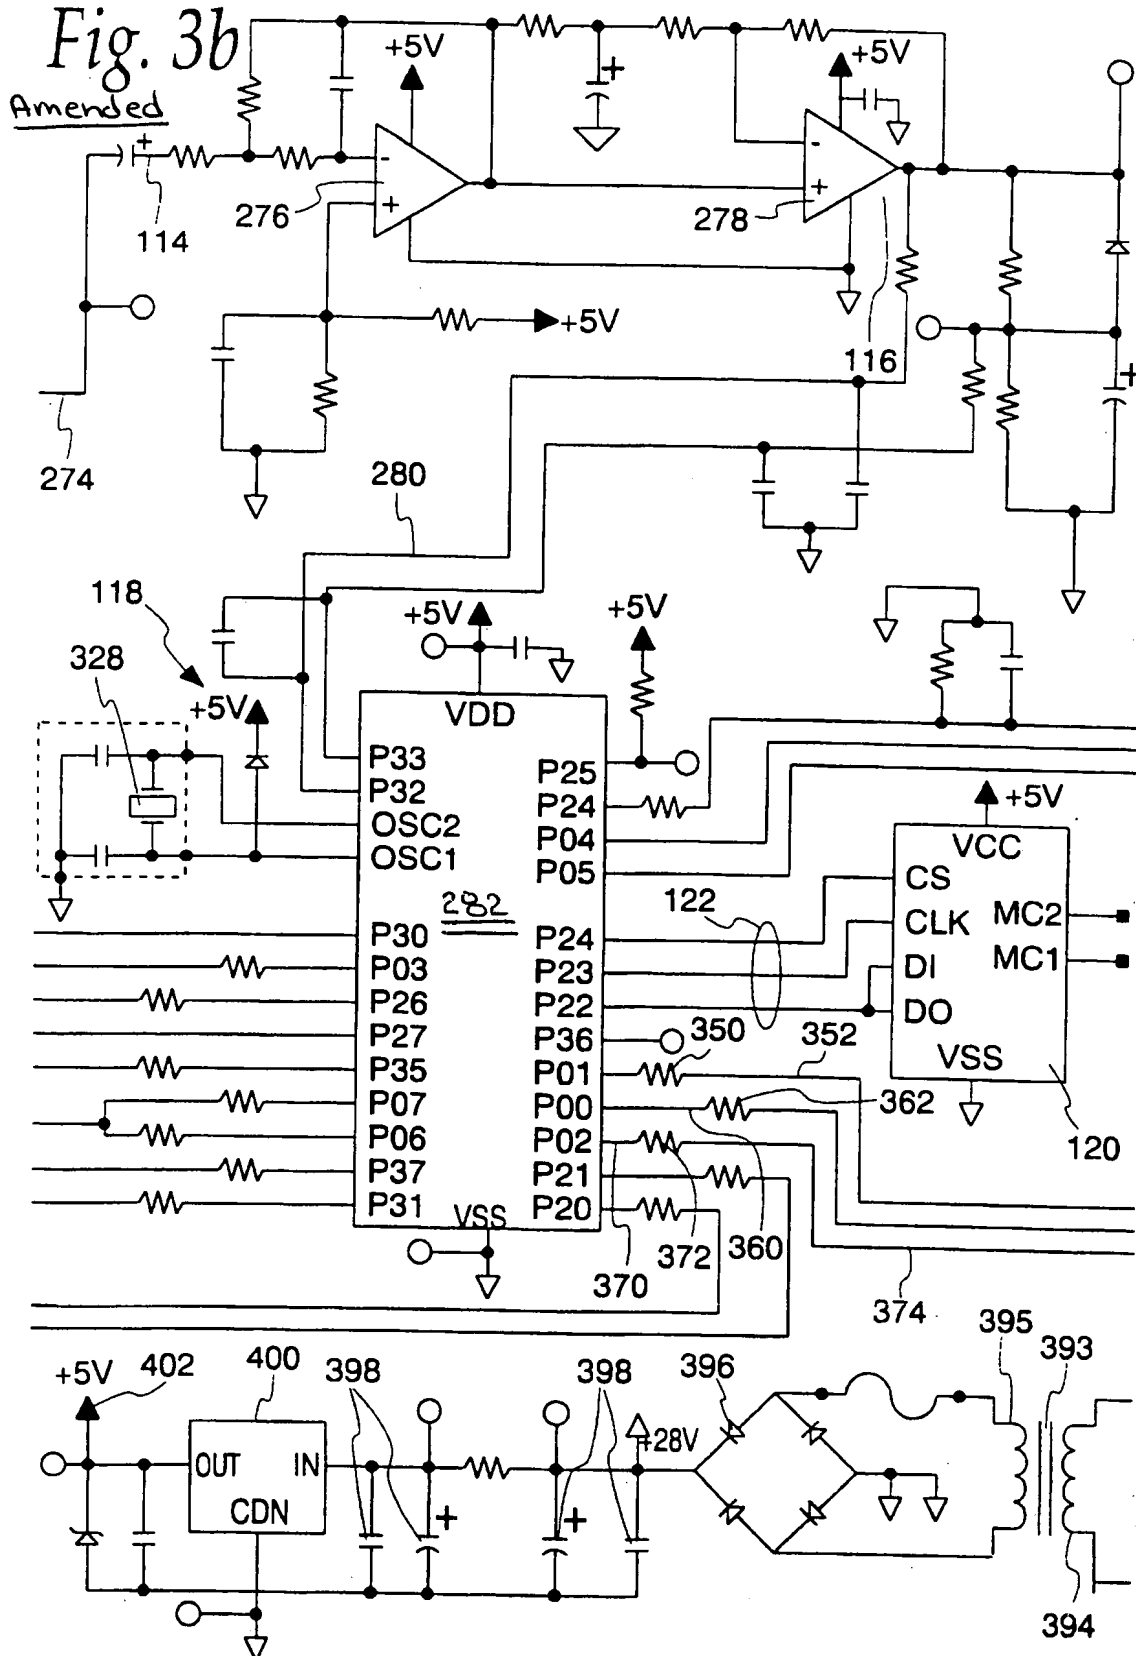 Fig. 3b
Amended
+5V
+
+5V
+
-
+
276
114
-
+
278
+5V
116
+
274
280
118
+5V
+5V
328
+5V
VDD
P33
P32
OSC2
OSC1
282
P30
P03
P26
P27
P35
P07
P06
P37
P31
VSS
P25
P24
P04
P05
P24
P23
P22
P36
P01
P00
P02
P21
P20
122
+5V
VCC
CS
CLK
DI
DO
MC2
MC1
VSS
350
352
362
120
372
360
370
374
395
393
+5V
402
400
398
398
396
+28V
OUT
IN
CDN
+
+
394